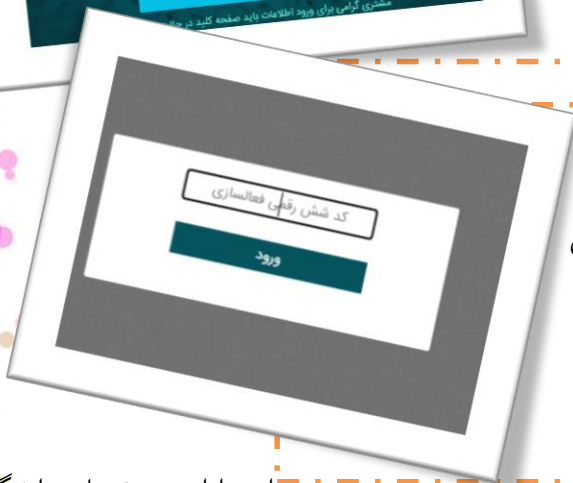 مشتری گرامی برای ورود اطلاعات باید صفحه کلید در
کد شش رقمی فعالسازی
ورود